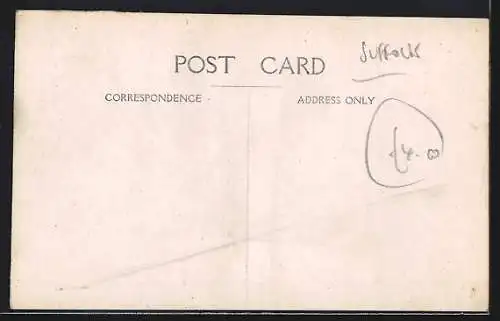 Suffolk
POST CARD
CORRESPONDENCE
ADDRESS ONLY
£4.00